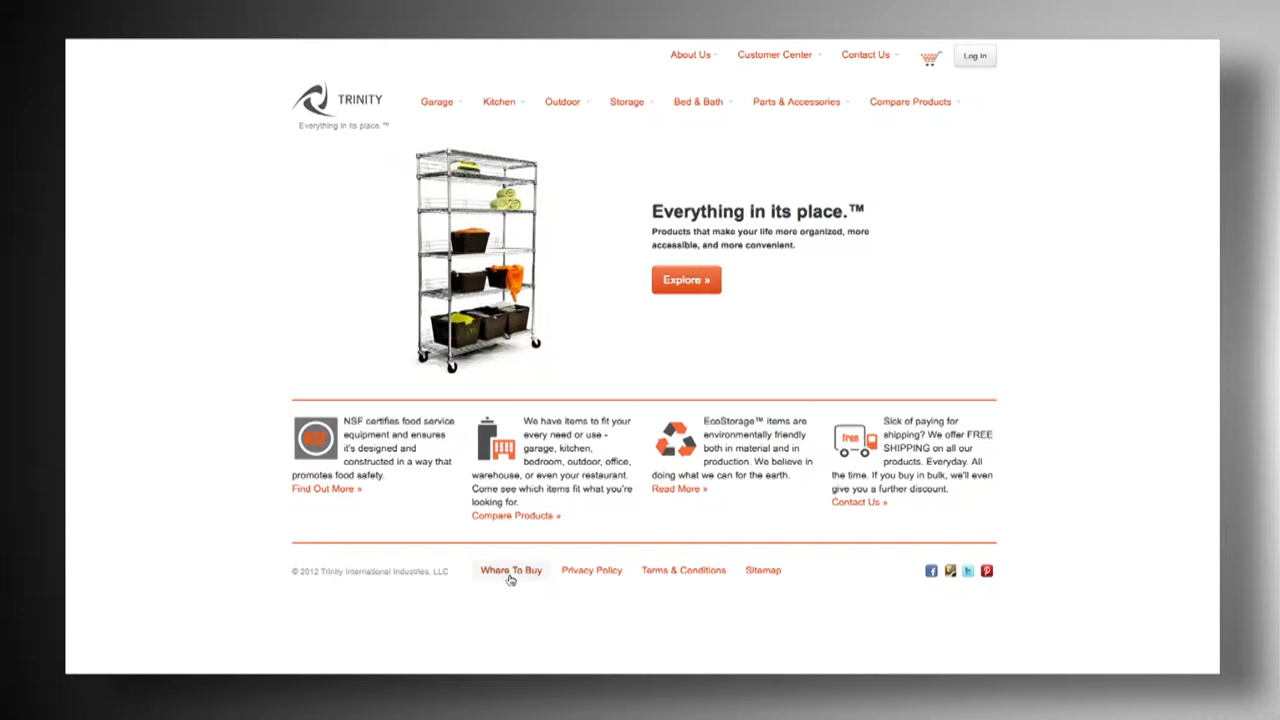 About Us
Customer Center
Contact Us
Log In
TRINITY
Everything in its place.™
Garage
Kitchen
Outdoor
Storage
Bed & Bath
Parts & Accessories
Compare Products
Everything in its place.™
Products that make your life more organized, more
accessible, and more convenient.
Explore »
NSF
NSF certifies food service
equipment and ensures
it's designed and
constructed in a way that
promotes food safety.
Find Out More »
We have items to fit your
every need or use -
garage, kitchen,
bedroom, outdoor, office,
warehouse, or even your restaurant.
Come see which items fit what you're
looking for.
Compare Products »
EcoStorage™ items are
environmentally friendly
both in material and in
production. We believe in
doing what we can for the earth.
Read More »
free
Sick of paying for
shipping? We offer FREE
SHIPPING on all our
products. Everyday. All
the time. If you buy in bulk, we'll even
give you a further discount.
Contact Us »
© 2012 Trinity International Industries, LLC
Where To Buy
Privacy Policy
Terms & Conditions
Sitemap